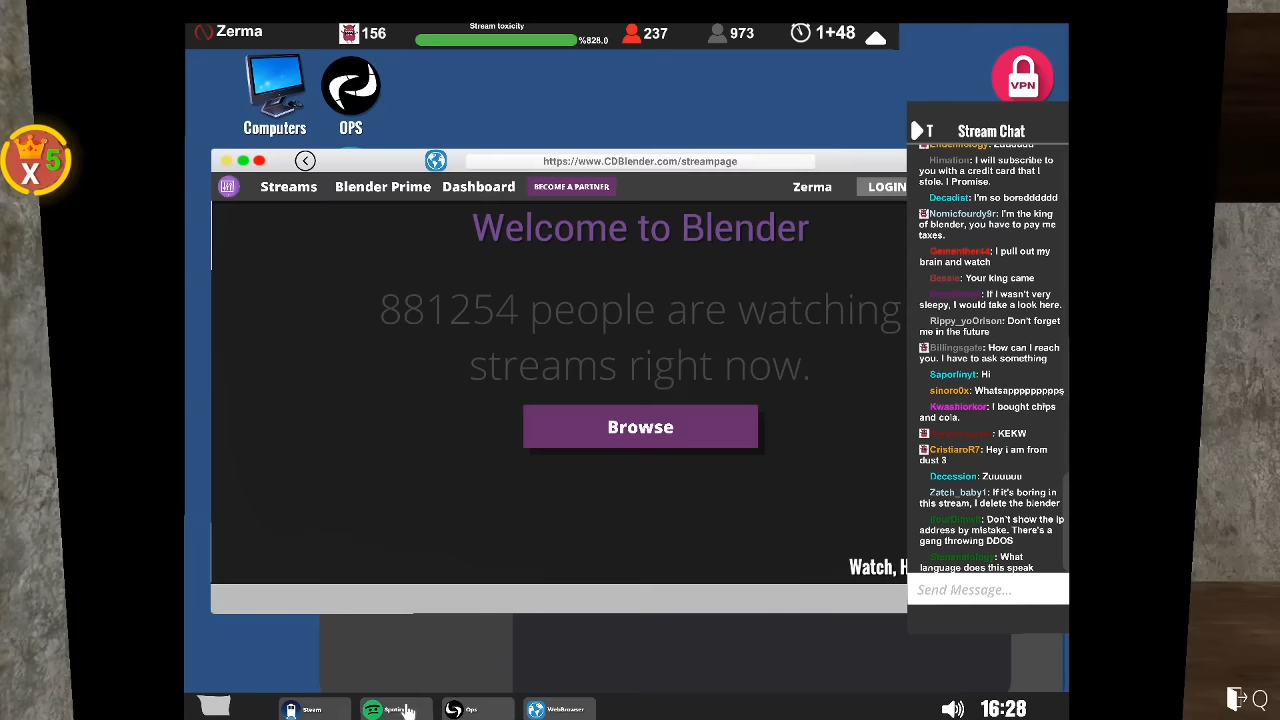 Zerma
156
Stream toxicity
%828.0
237
973
1+48
X
5
Computers
OPS
VPN
T Stream Chat
https://www.CDBlender.com/streampage
Streams
Blender Prime
Dashboard
BECOME A PARTNER
Zerma
LOGIN
Welcome to Blender
881254 people are watching
streams right now.
Browse
Watch, H
Himation: I will subscribe to
you with a credit card that I
stole. I Promise.
Decadist: I'm so boredddddd
Nomicfourdy9r: I'm the king
of blender, you have to pay me
taxes.
I pull out my
brain and watch
Bessie: Your king came
If I wasn't very
sleepy, I would take a look here.
Rippy_yoOrison: Don't forget
me in the future
Billingsgate: How can I reach
you. I have to ask something
Saporlinyt: Hi
sinoro0x: Whatsappppppppş
Kwashiorkor: I bought chips
and cola.
: KEKW
CristiaroR7: Hey i am from
dust 3
Decession: Zuuuuuu
Zatch_baby1: If it's boring in
this stream, I delete the blender
Don't show the ip
address by mistake. There's a
gang throwing DDOS
What
language does this speak
Send Message...
Steam
Ops
WebBrowser
16:28
Q